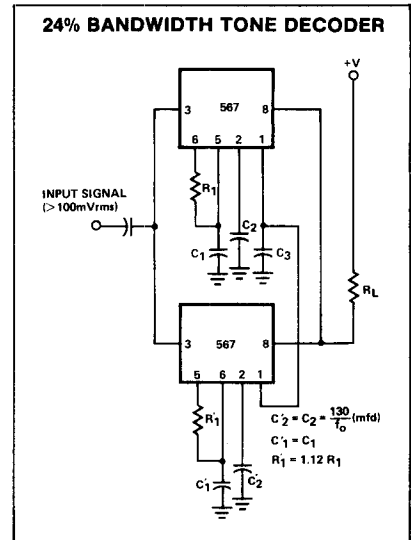 24% BANDWIDTH TONE DECODER
+V
567
3
8
6 5 2 1
R1
INPUT SIGNAL
(>100mVrms)
C1
C2
C3
RL
567
3
8
5 6 2 1
R'1
C'1
C'2
C'2 = C2 = 130/fo (mfd)
C'1 = C1
R'1 = 1.12 R1